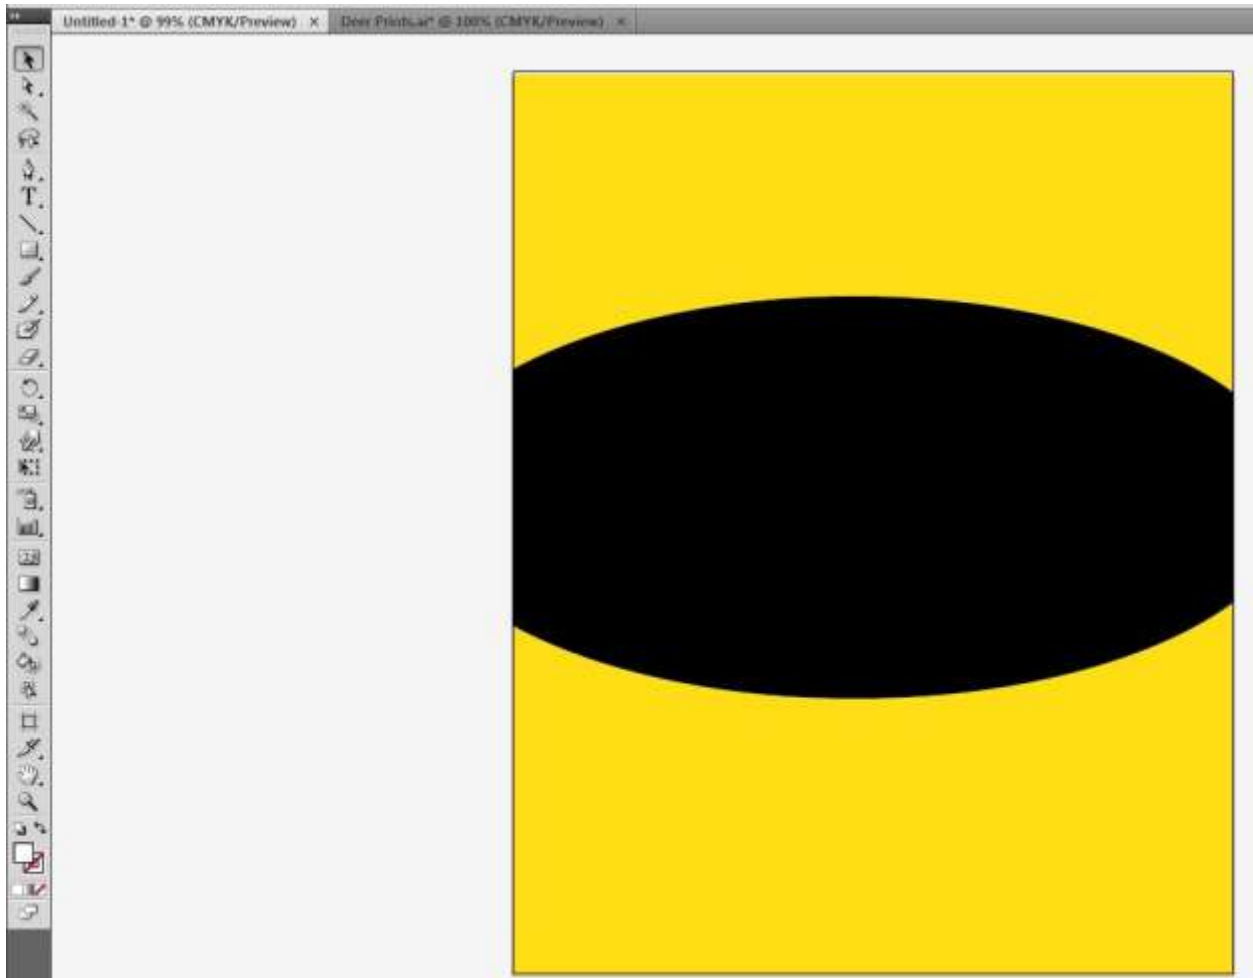 Untitled-1* @ 99% (CMYK/Preview) ×
Deer Prints.ai* @ 100% (CMYK/Preview) ×
T